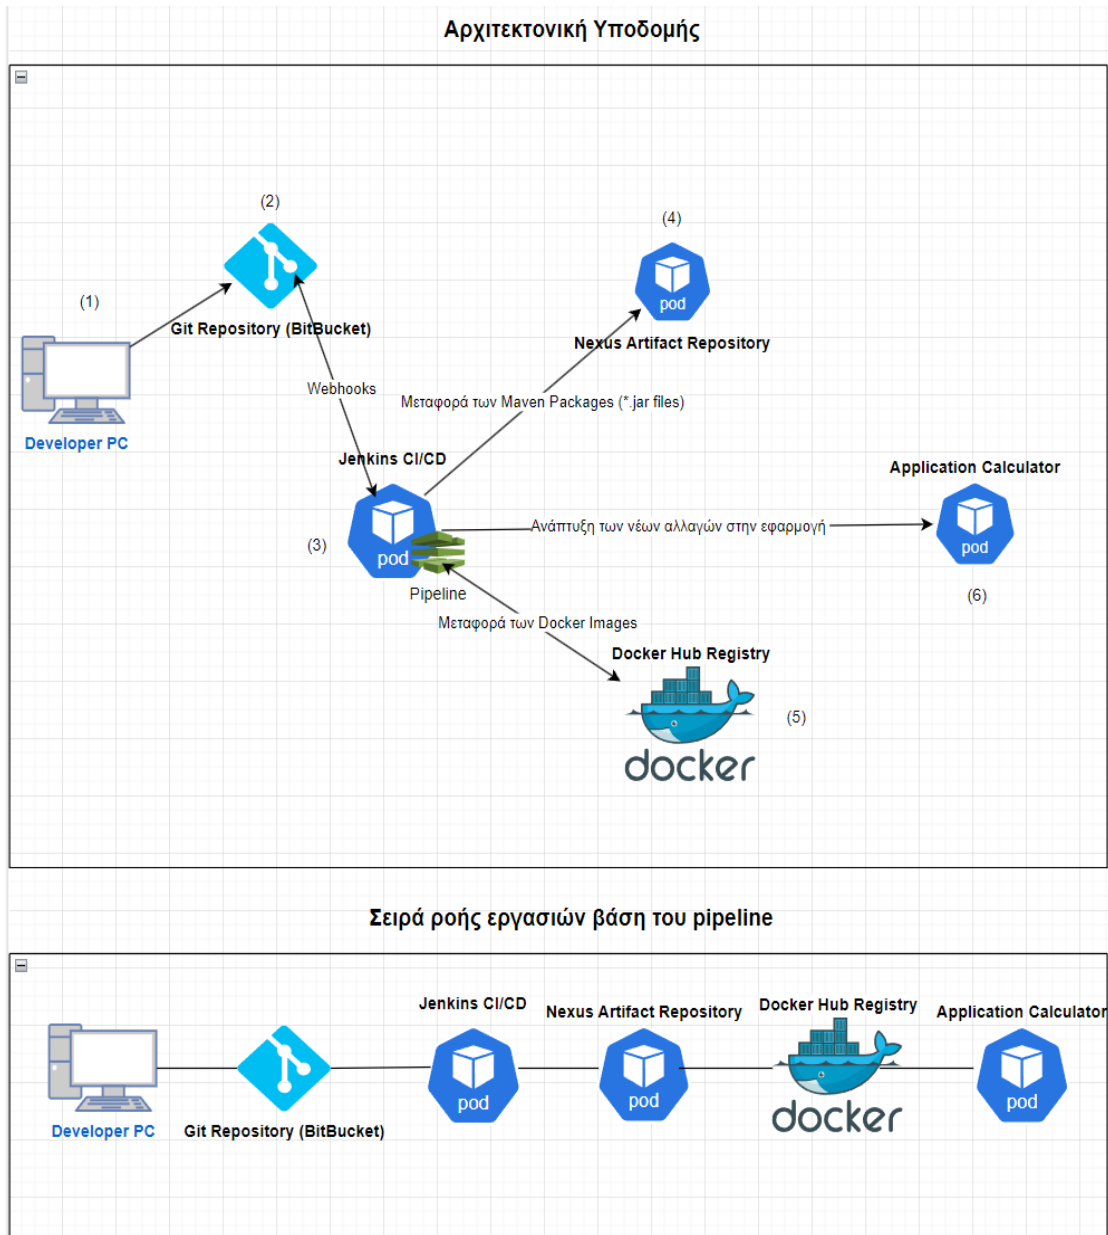 Αρχιτεκτονική Υποδομής
(2)
(4)
(1)
pod
Git Repository (BitBucket)
Nexus Artifact Repository
Webhooks
Μεταφορά των Maven Packages (*.jar files)
Developer PC
Jenkins CI/CD
Application Calculator
Ανάπτυξη των νέων αλλαγών στην εφαρμογή
(3)
pod
pod
Pipeline
(6)
Μεταφορά των Docker Images
Docker Hub Registry
(5)
docker
Σειρά ροής εργασιών βάση του pipeline
Jenkins CI/CD
Nexus Artifact Repository
Docker Hub Registry
Application Calculator
pod
pod
pod
docker
Developer PC
Git Repository (BitBucket)